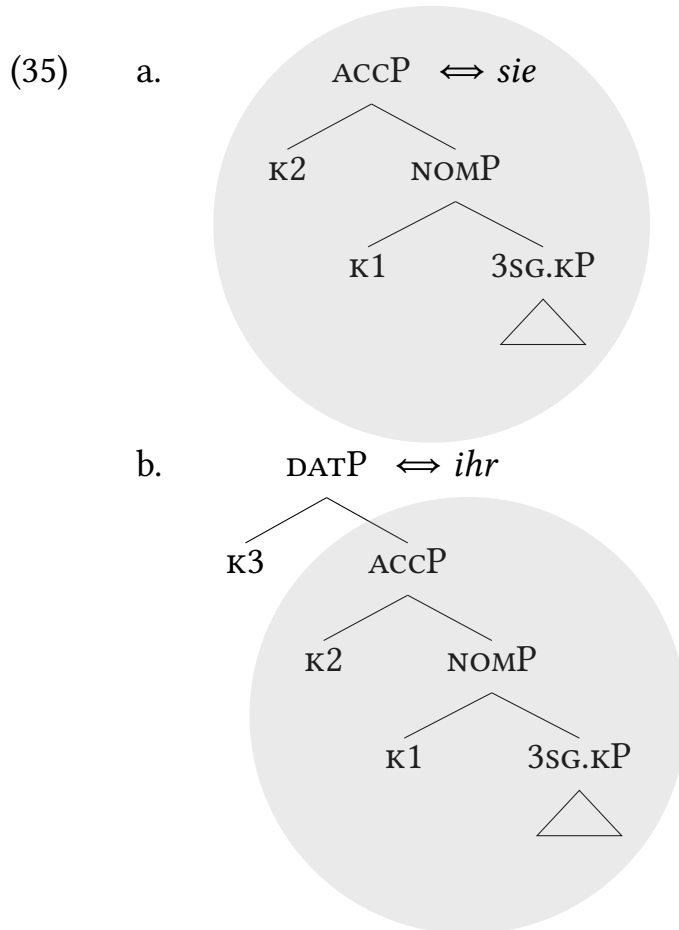 (35) a. ACCP ⟺ sie
K2 NOMP
K1 3SG.KP
b. DATP ⟺ ihr
K3 ACCP
K2 NOMP
K1 3SG.KP